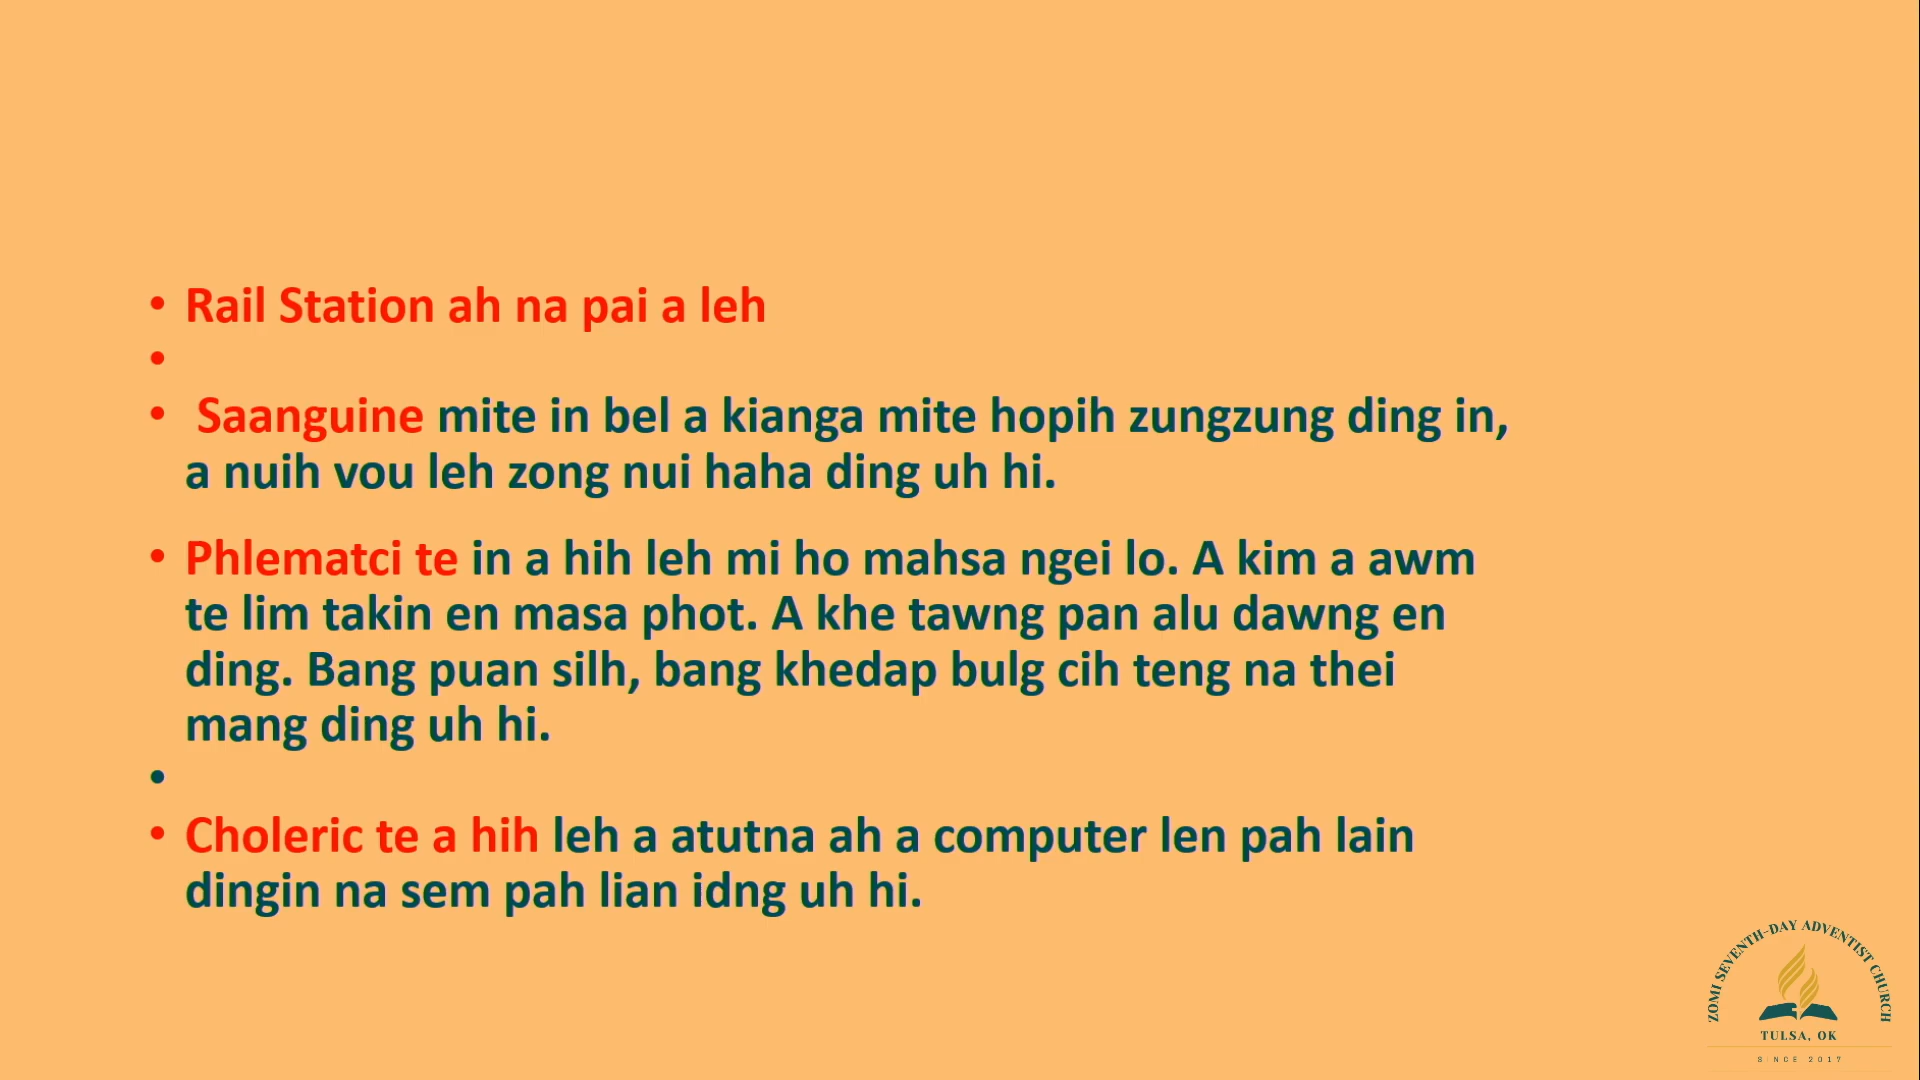 • Rail Station ah na pai a leh
•
• Saanguine mite in bel a kianga mite hopih zungzung ding in,
a nuih vou leh zong nui haha ding uh hi.
• Phlematci te in a hih leh mi ho mahsa ngei lo. A kim a awm
te lim takin en masa phot. A khe tawng pan alu dawng en
ding. Bang puan silh, bang khedap bulg cih teng na thei
mang ding uh hi.
•
• Choleric te a hih leh a atutna ah a computer len pah lain
dingin na sem pah lian idng uh hi.
ZOMI SEVENTH-DAY ADVENTIST CHURCH
TULSA, OK
SINCE 2017